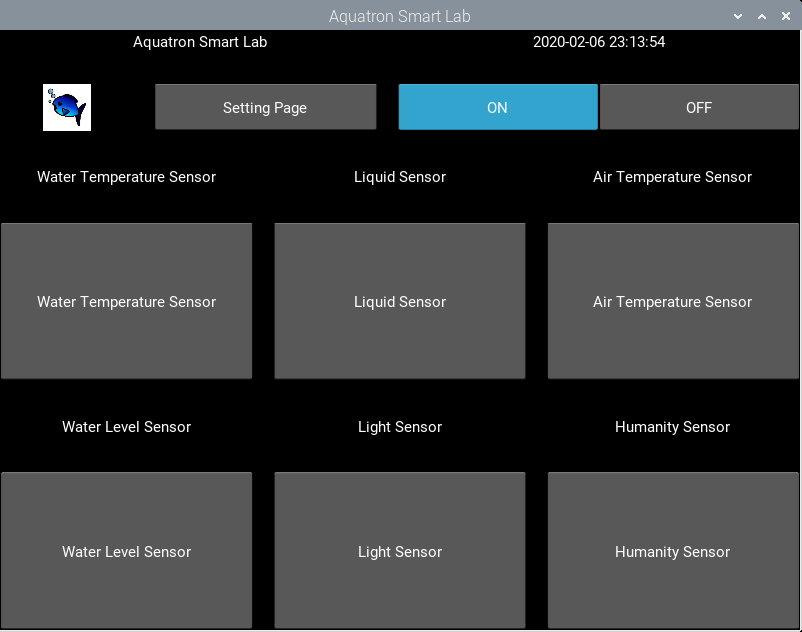 Aquatron Smart Lab
Aquatron Smart Lab 2020-02-06 23:13:54
Setting Page ON OFF
Water Temperature Sensor Liquid Sensor Air Temperature Sensor
Water Temperature Sensor Liquid Sensor Air Temperature Sensor
Water Level Sensor Light Sensor Humanity Sensor
Water Level Sensor Light Sensor Humanity Sensor